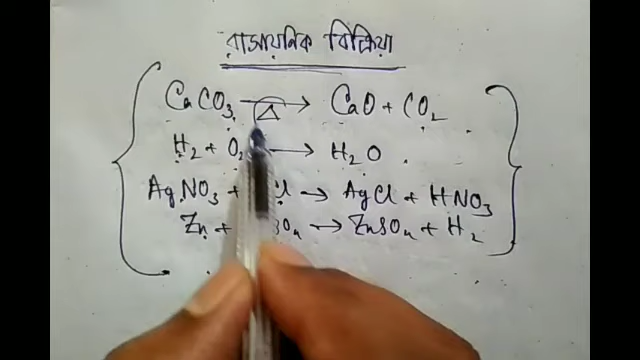 রাসায়নিক বিক্রিয়া
CaCO₃ →△ CaO + CO₂
H₂ + O₂ → H₂O
AgNO₃ + → AgCl + HNO₃
Zn + → ZnSO₄ + H₂